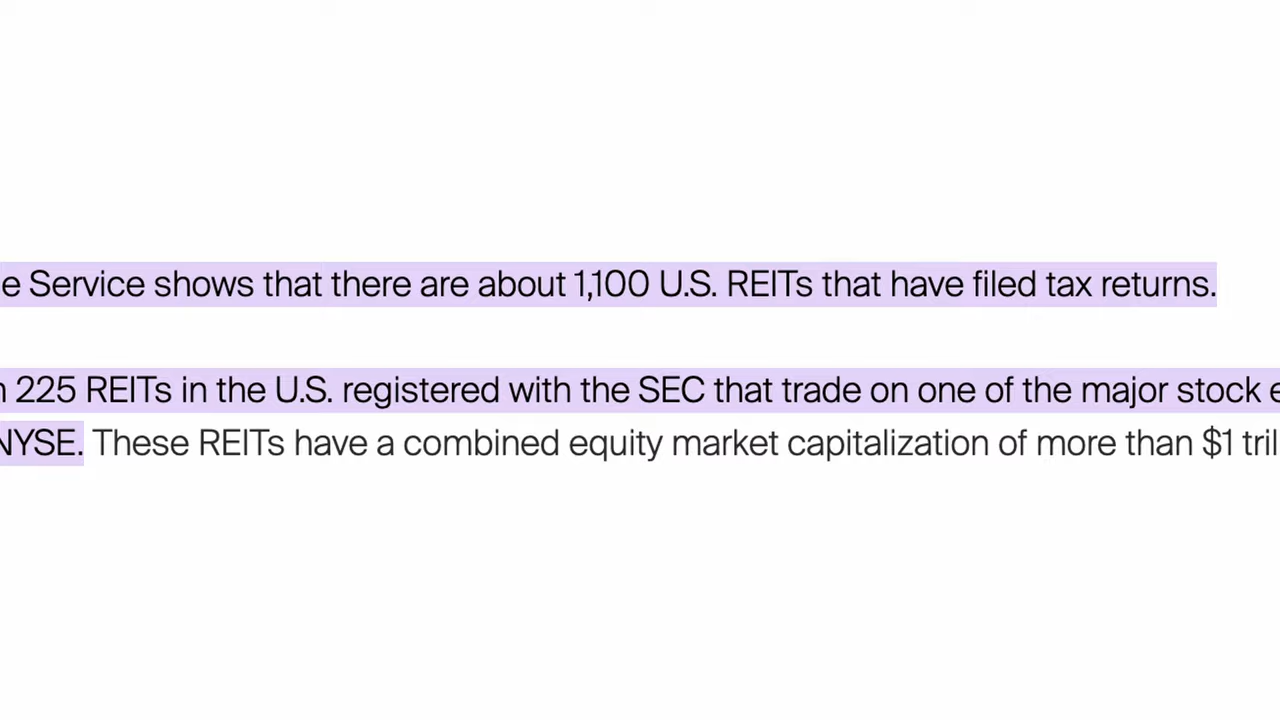 e Service shows that there are about 1,100 U.S. REITs that have filed tax returns.
225 REITs in the U.S. registered with the SEC that trade on one of the major stock e
NYSE. These REITs have a combined equity market capitalization of more than $1 tril